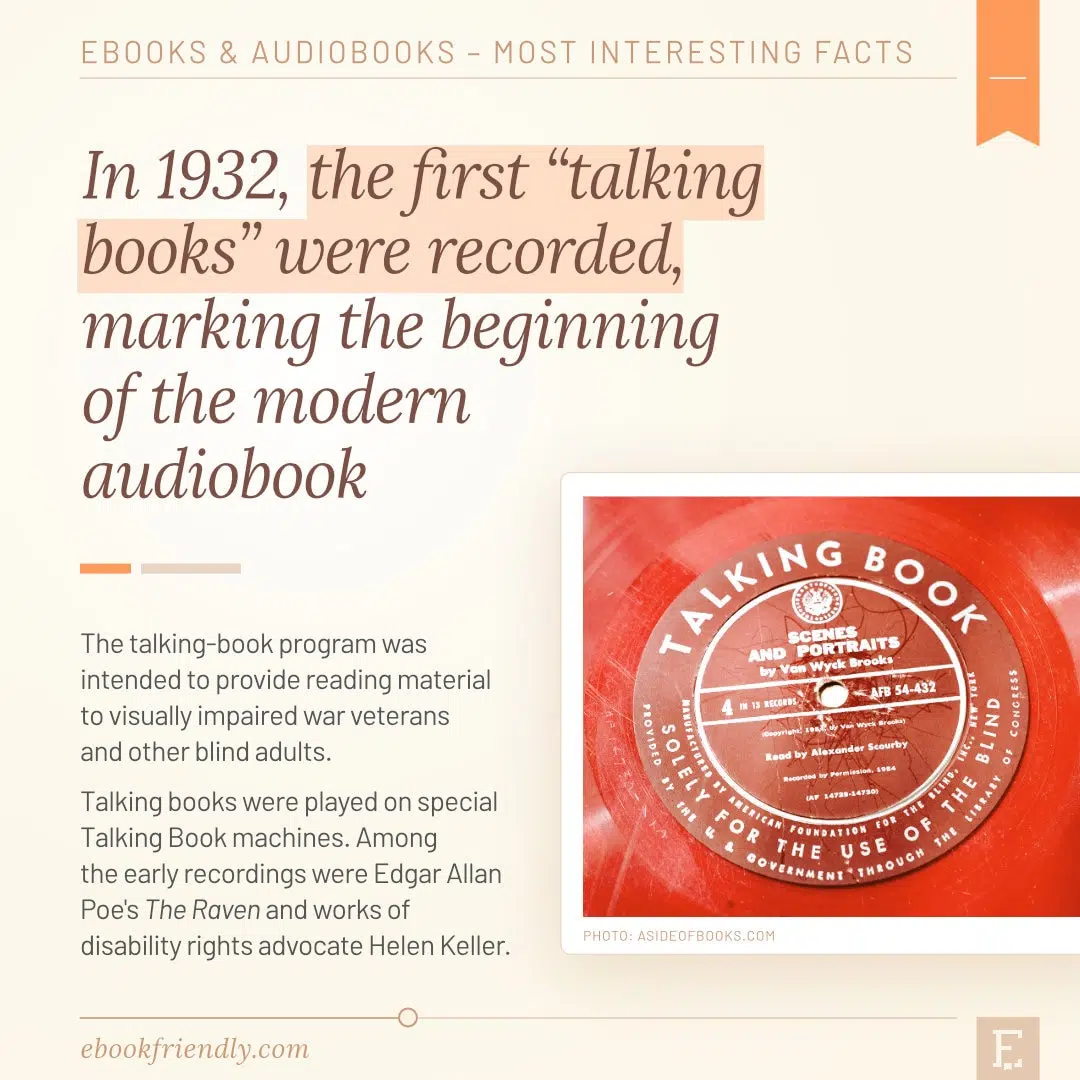 EBOOKS & AUDIOBOOKS – MOST INTERESTING FACTS
In 1932, the first “talking
books” were recorded,
marking the beginning
of the modern
audiobook
The talking-book program was
intended to provide reading material
to visually impaired war veterans
and other blind adults.
Talking books were played on special
Talking Book machines. Among
the early recordings were Edgar Allan
Poe's The Raven and works of
disability rights advocate Helen Keller.
TALKING BOOK
SCENES
AND PORTRAITS
by Van Wyck Brooks
4 IN 13 RECORDS
AFB 54-432
(Copyright, by Van Wyck Brooks)
Read by Alexander Scourby
Recorded by Permission, 1954
(AF 14729-14730)
MANUFACTURED BY AMERICAN FOUNDATION FOR THE BLIND, INC., NEW YORK
SOLELY FOR THE USE OF THE BLIND
PROVIDED BY THE U. S. GOVERNMENT THROUGH THE LIBRARY OF CONGRESS
PHOTO: ASIDEOFBOOKS.COM
ebookfriendly.com
E